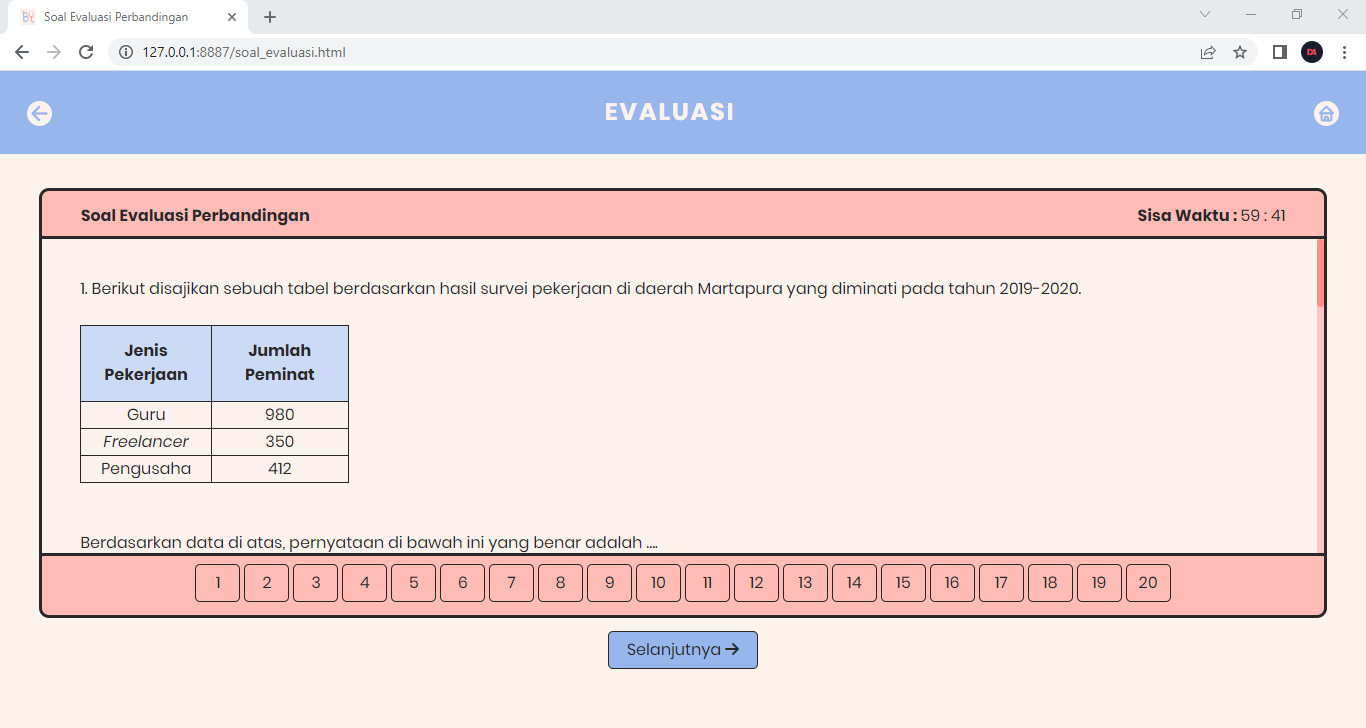 Soal Evaluasi Perbandingan
127.0.0.1:8887/soal_evaluasi.html
EVALUASI
Soal Evaluasi Perbandingan Sisa Waktu : 59 : 41
1. Berikut disajikan sebuah tabel berdasarkan hasil survei pekerjaan di daerah Martapura yang diminati pada tahun 2019-2020.
Jenis Pekerjaan Jumlah Peminat
Guru 980
Freelancer 350
Pengusaha 412
Berdasarkan data di atas, pernyataan di bawah ini yang benar adalah ....
1 2 3 4 5 6 7 8 9 10 11 12 13 14 15 16 17 18 19 20
Selanjutnya →